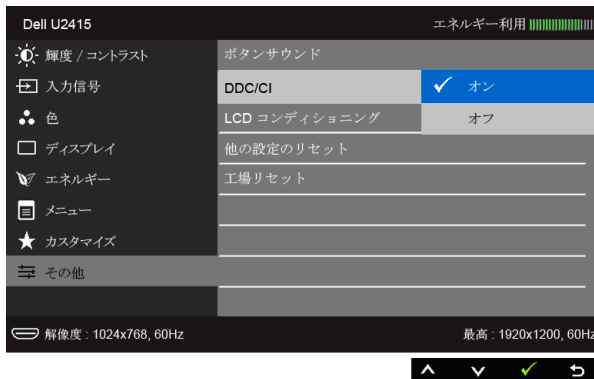 Dell U2415
エネルギー利用
輝度 / コントラスト
ボタンサウンド
入力信号
DDC/CI
オン
色
LCD コンディショニング
オフ
ディスプレイ
他の設定のリセット
エネルギー
工場リセット
メニュー
カスタマイズ
その他
解像度 : 1024x768, 60Hz
最高 : 1920x1200, 60Hz